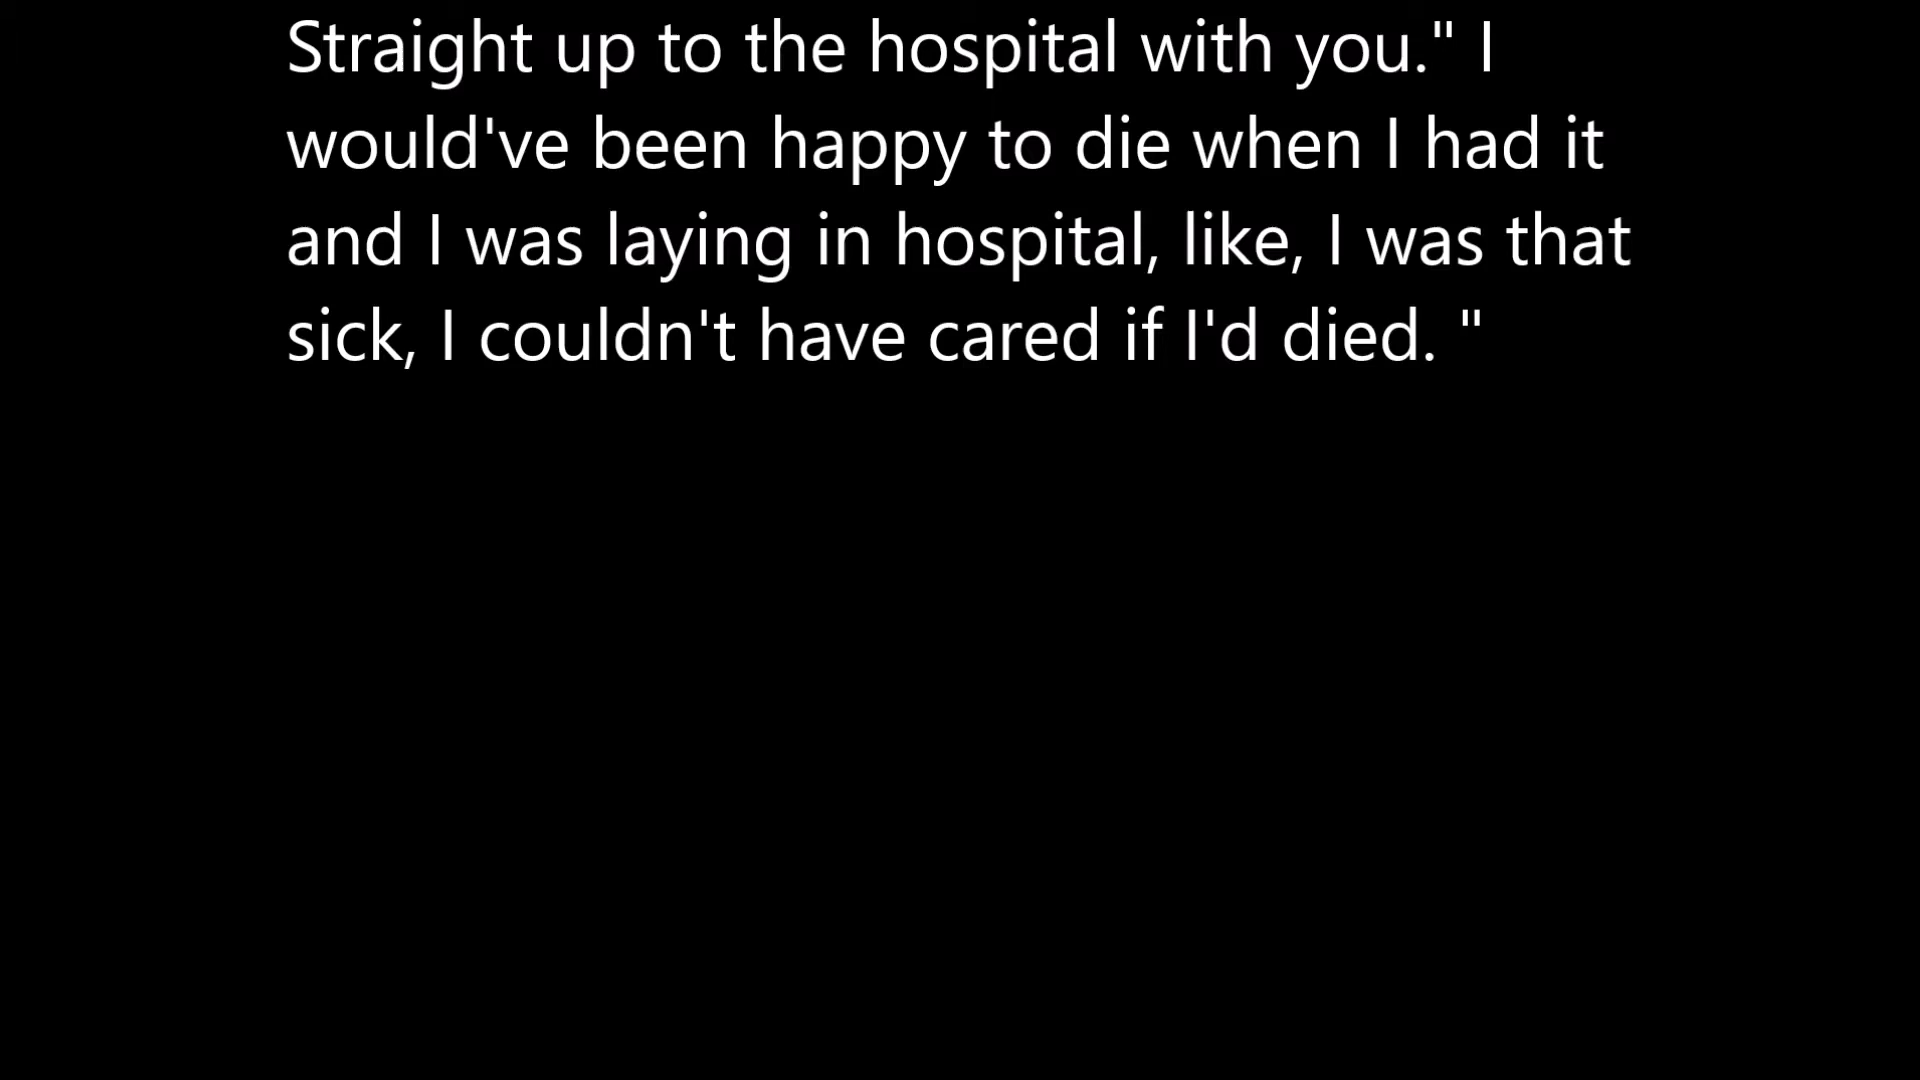 Straight up to the hospital with you." I
would've been happy to die when I had it
and I was laying in hospital, like, I was that
sick, I couldn't have cared if I'd died. "